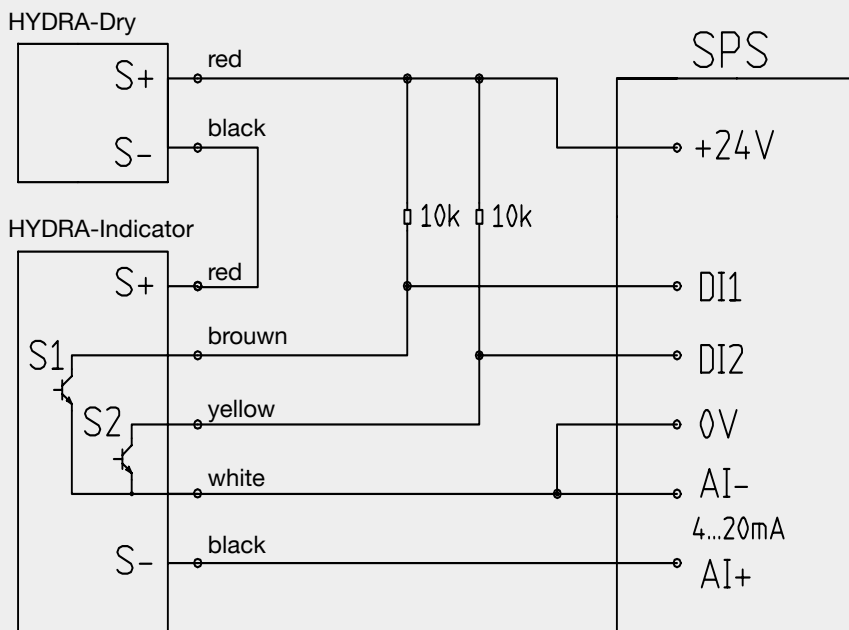 HYDRA-Dry
red
SPS
S+
black
+24V
S-
10k 10k
HYDRA-Indicator
red
S+
DI1
brouwn
S1
DI2
yellow
S2
0V
white
AI-
4...20mA
black
S-
AI+